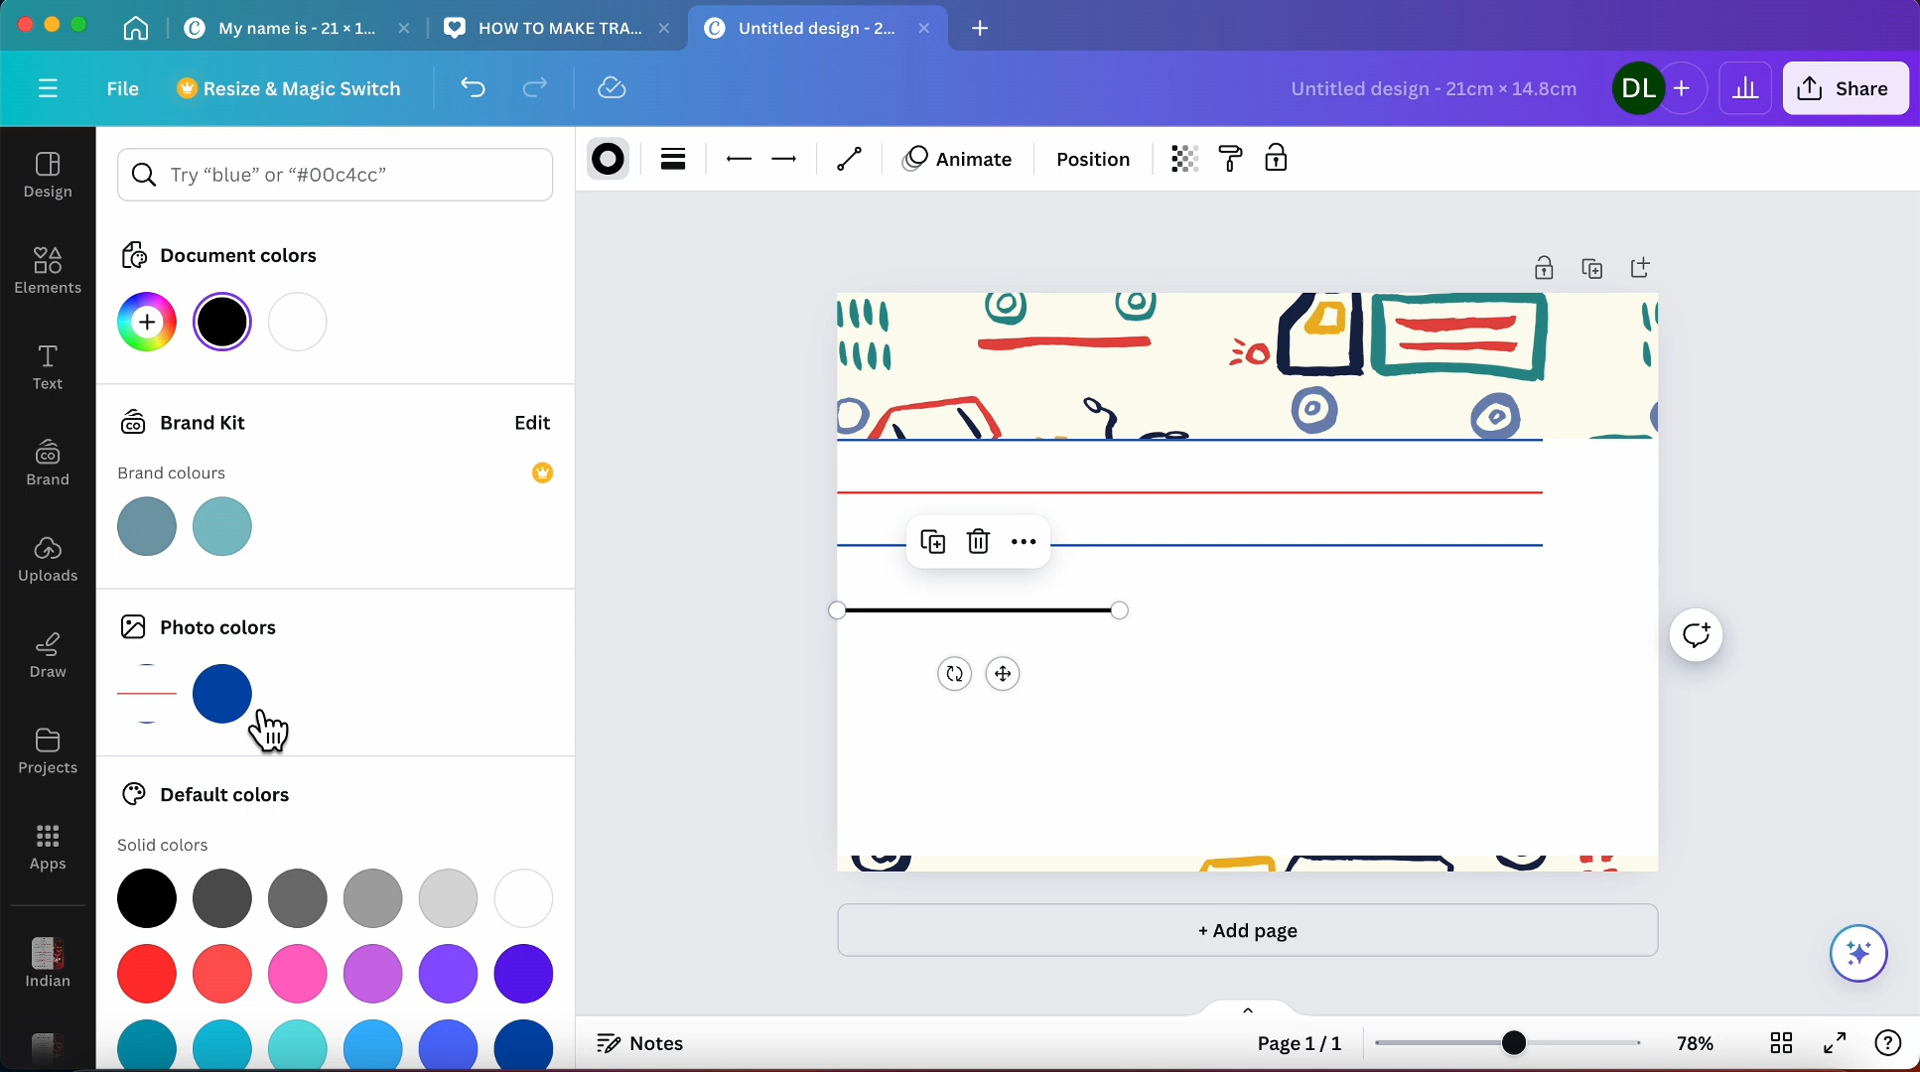 My name is - 21 × 1...
HOW TO MAKE TRA...
Untitled design - 2...
File
Resize & Magic Switch
Untitled design - 21cm × 14.8cm
DL
Share
Design
Elements
Text
Brand
Uploads
Draw
Projects
Apps
Indian
Try “blue” or “#00c4cc”
Document colors
Brand Kit
Edit
Brand colours
Photo colors
Default colors
Solid colors
Animate
Position
+ Add page
Notes
Page 1 / 1
78%